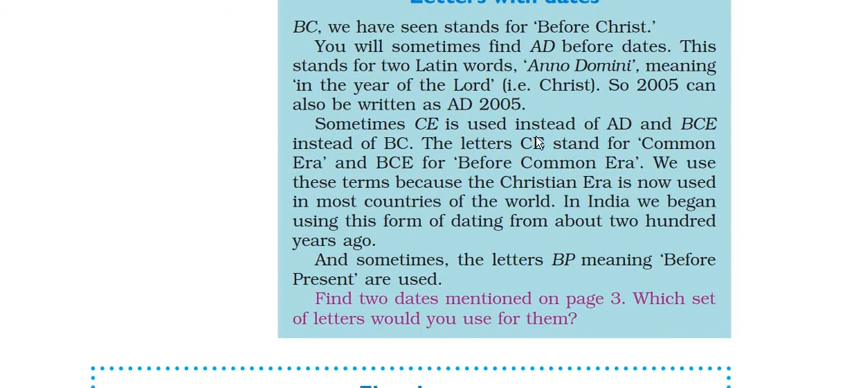 Letters with dates
BC, we have seen stands for ‘Before Christ.’
You will sometimes find AD before dates. This
stands for two Latin words, ‘Anno Domini’, meaning
‘in the year of the Lord’ (i.e. Christ). So 2005 can
also be written as AD 2005.
Sometimes CE is used instead of AD and BCE
instead of BC. The letters CE stand for ‘Common
Era’ and BCE for ‘Before Common Era’. We use
these terms because the Christian Era is now used
in most countries of the world. In India we began
using this form of dating from about two hundred
years ago.
And sometimes, the letters BP meaning ‘Before
Present’ are used.
Find two dates mentioned on page 3. Which set
of letters would you use for them?